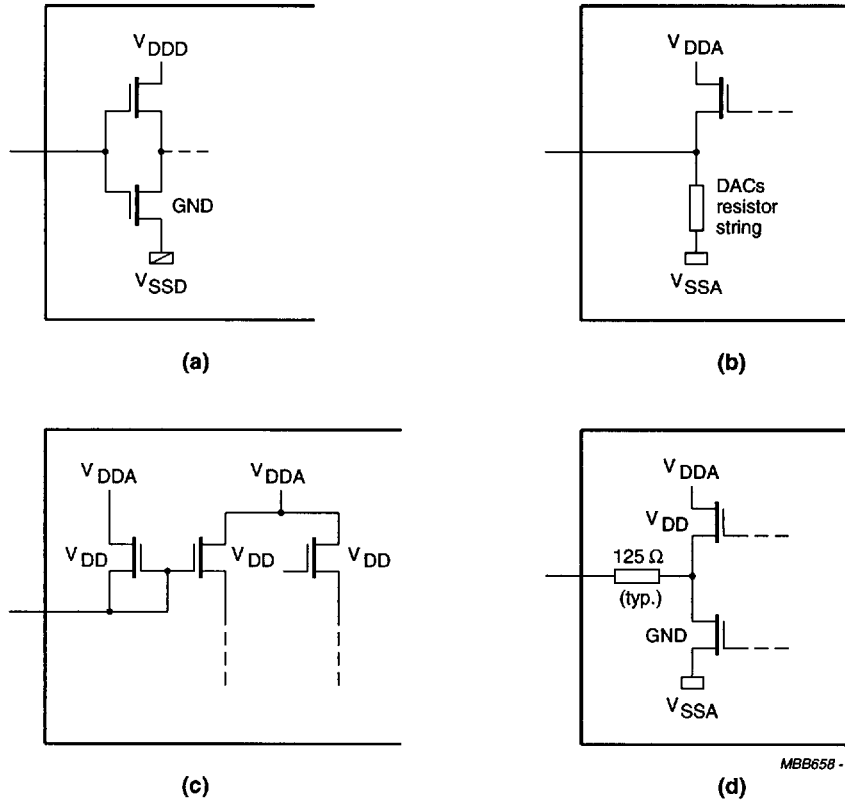 V DDD
GND
V SSD
(a)
V DDA
DACs
resistor
string
V SSA
(b)
V DDA
V DDA
V DD
V DD
V DD
(c)
V DDA
V DD
125 Ω
(typ.)
GND
V SSA
MBB658 -
(d)